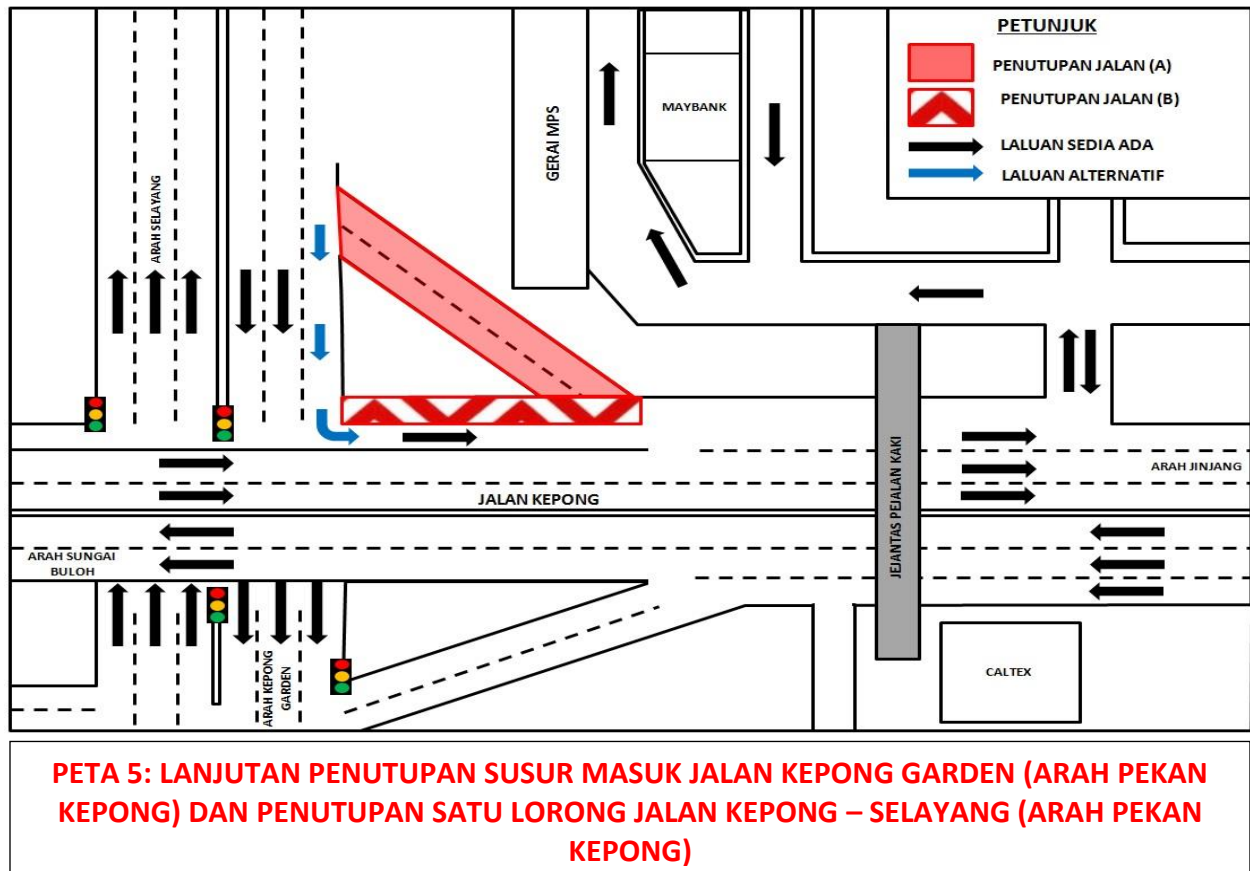 PETUNJUK
PENUTUPAN JALAN (A)
PENUTUPAN JALAN (B)
LALUAN SEDIA ADA
LALUAN ALTERNATIF
GERAI MPS
MAYBANK
ARAH SELAYANG
JALAN KEPONG
ARAH JINJANG
JEJANTAS PEJALAN KAKI
ARAH SUNGAI
BULOH
ARAH KEPONG
GARDEN
CALTEX
PETA 5: LANJUTAN PENUTUPAN SUSUR MASUK JALAN KEPONG GARDEN (ARAH PEKAN
KEPONG) DAN PENUTUPAN SATU LORONG JALAN KEPONG – SELAYANG (ARAH PEKAN
KEPONG)